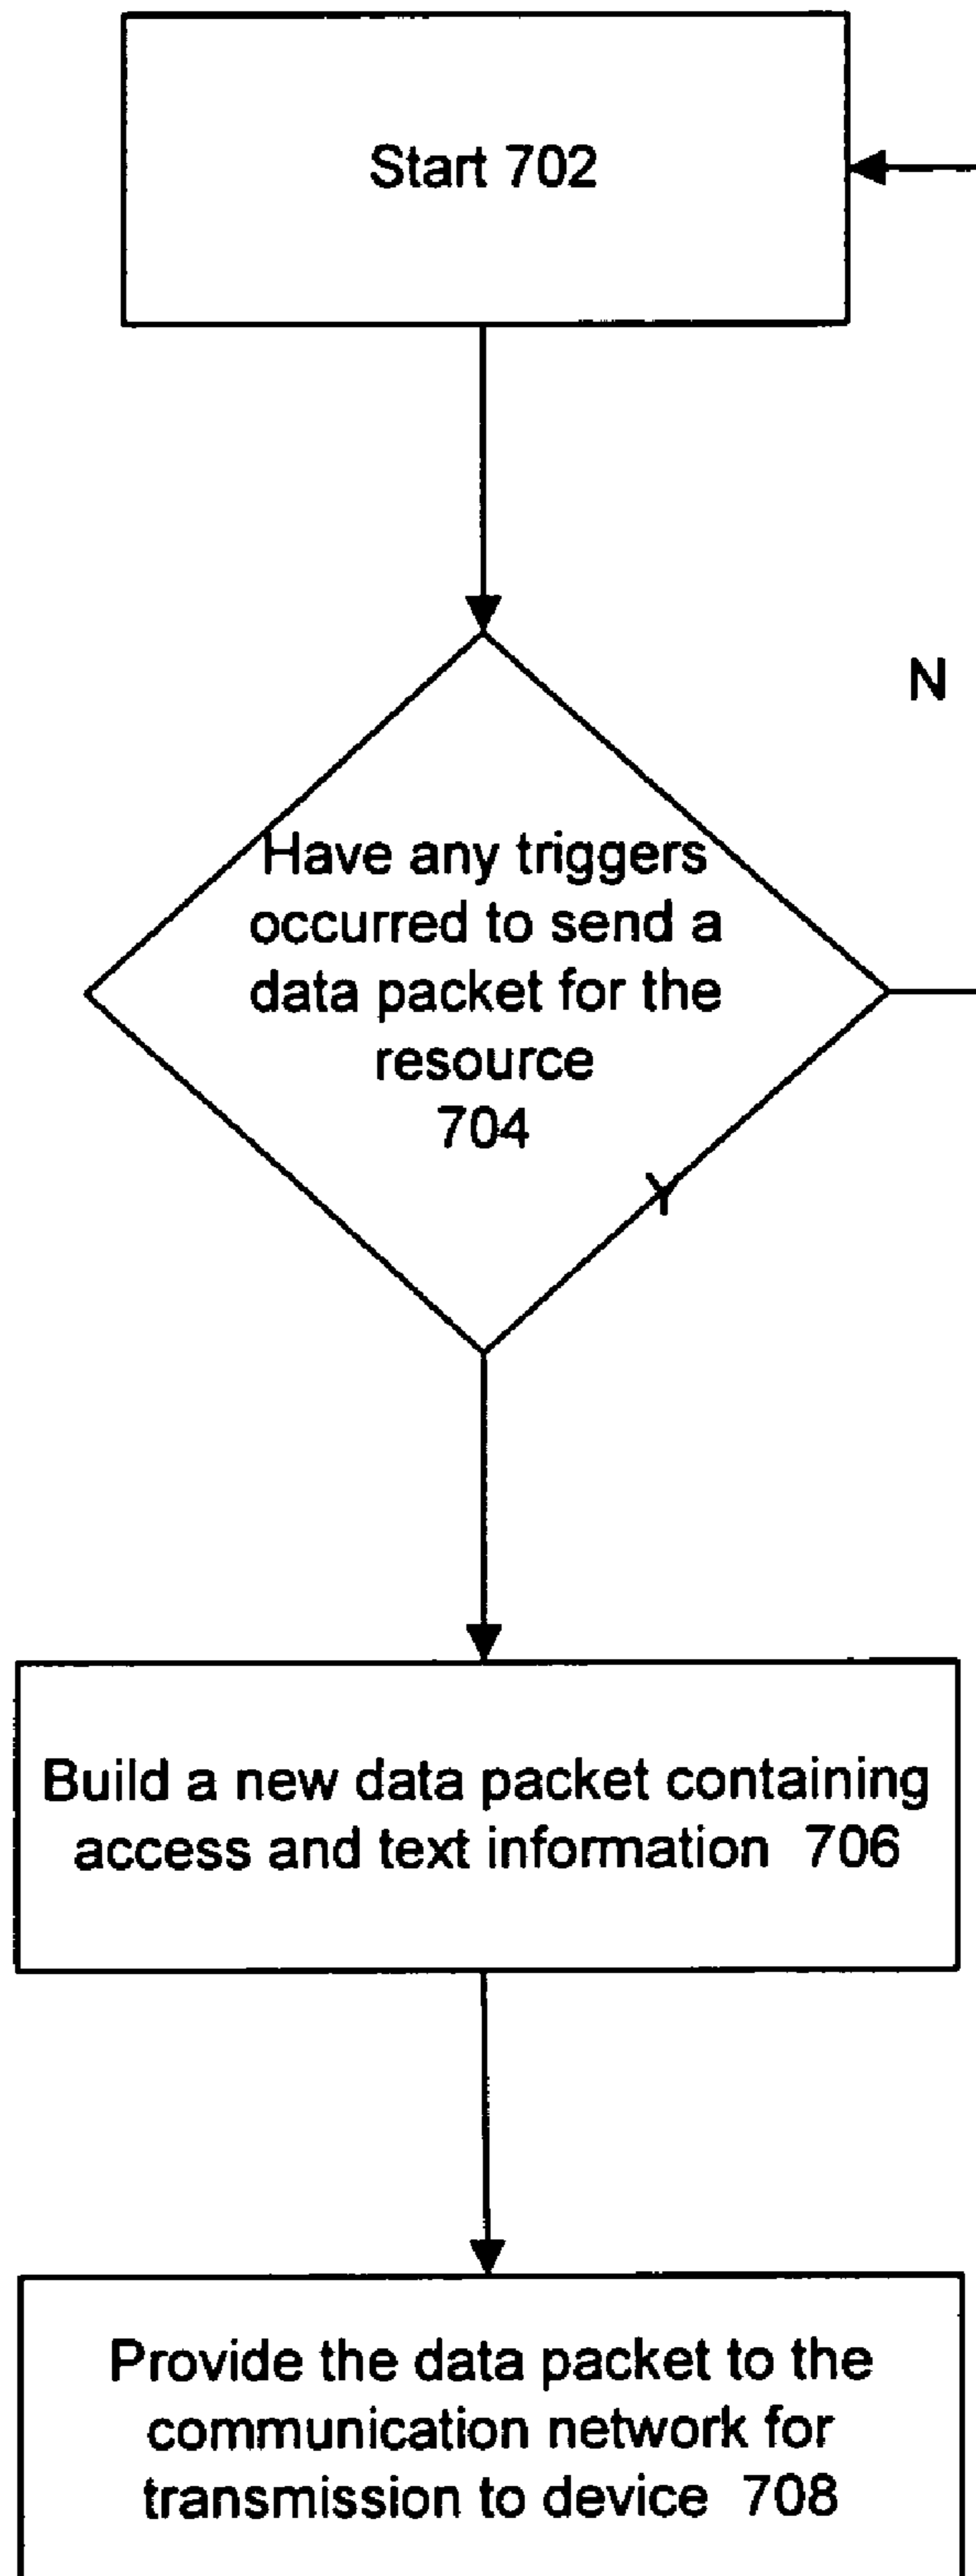 Start 702
N
Have any triggers
occurred to send a
data packet for the
resource
704
Y
Build a new data packet containing
access and text information 706
Provide the data packet to the
communication network for
transmission to device 708